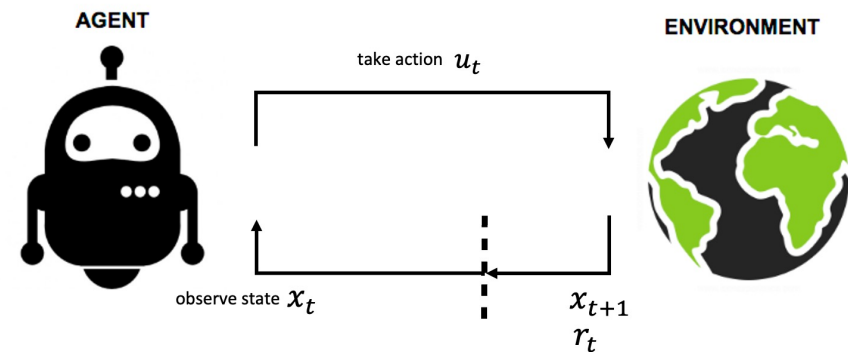 AGENT
ENVIRONMENT
take action u_t
observe state x_t
x_{t+1}
r_t